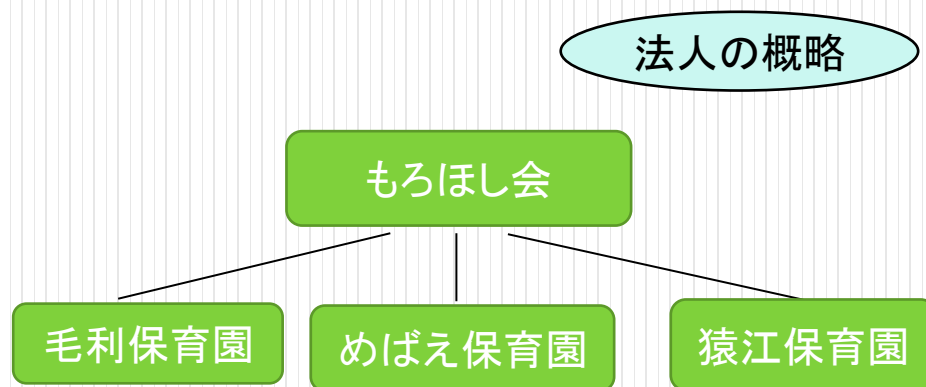 法人の概略
もろほし会
毛利保育園
めばえ保育園
猿江保育園